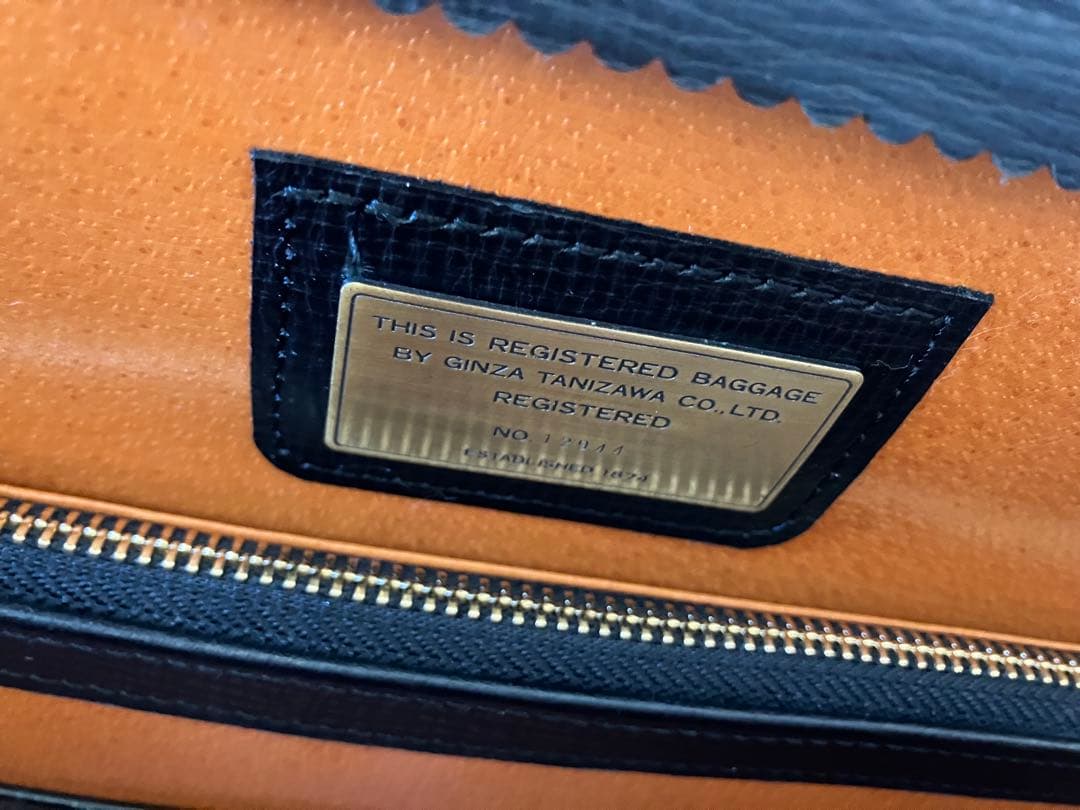 THIS IS REGISTERED BAGGAGE
BY GINZA TANIZAWA CO.,LTD.
REGISTERED
NO. 12944
ESTABLISHED 1874